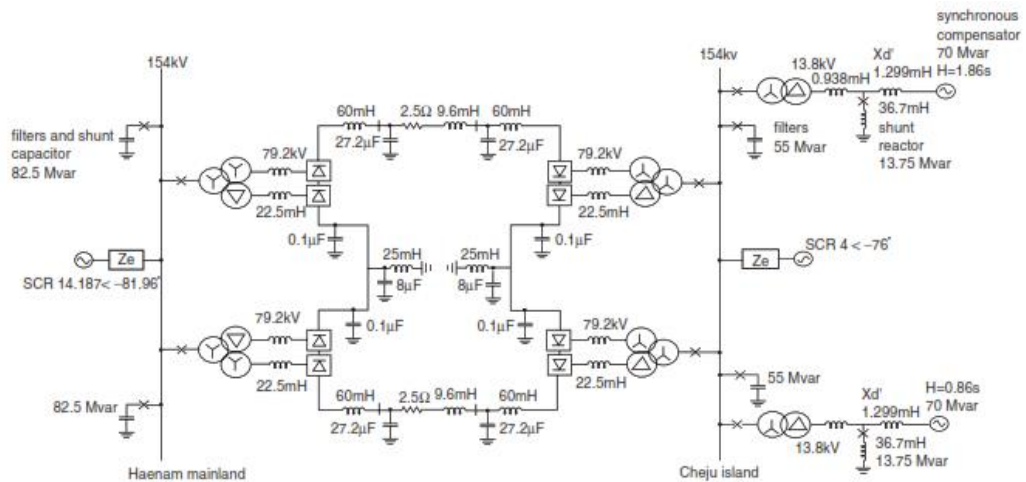 synchronous
compensator
70 Mvar
H=1.86s
Xd'
1.299mH
13.8kV
0.938mH
154kV
154kv
36.7mH
shunt
reactor
13.75 Mvar
filters and shunt
capacitor
82.5 Mvar
60mH
2.5Ω
9.6mH
60mH
27.2μF
27.2μF
filters
55 Mvar
79.2kV
79.2kV
22.5mH
22.5mH
0.1μF
0.1μF
25mH
25mH
8μF
8μF
Ze
SCR 14.187< −81.96°
SCR 4 < −76°
Ze
0.1μF
0.1μF
79.2kV
79.2kV
22.5mH
22.5mH
82.5 Mvar
60mH
2.5Ω
9.6mH
60mH
27.2μF
27.2μF
55 Mvar
Xd'
1.299mH
H=0.86s
70 Mvar
13.8kV
36.7mH
13.75 Mvar
Haenam mainland
Cheju island